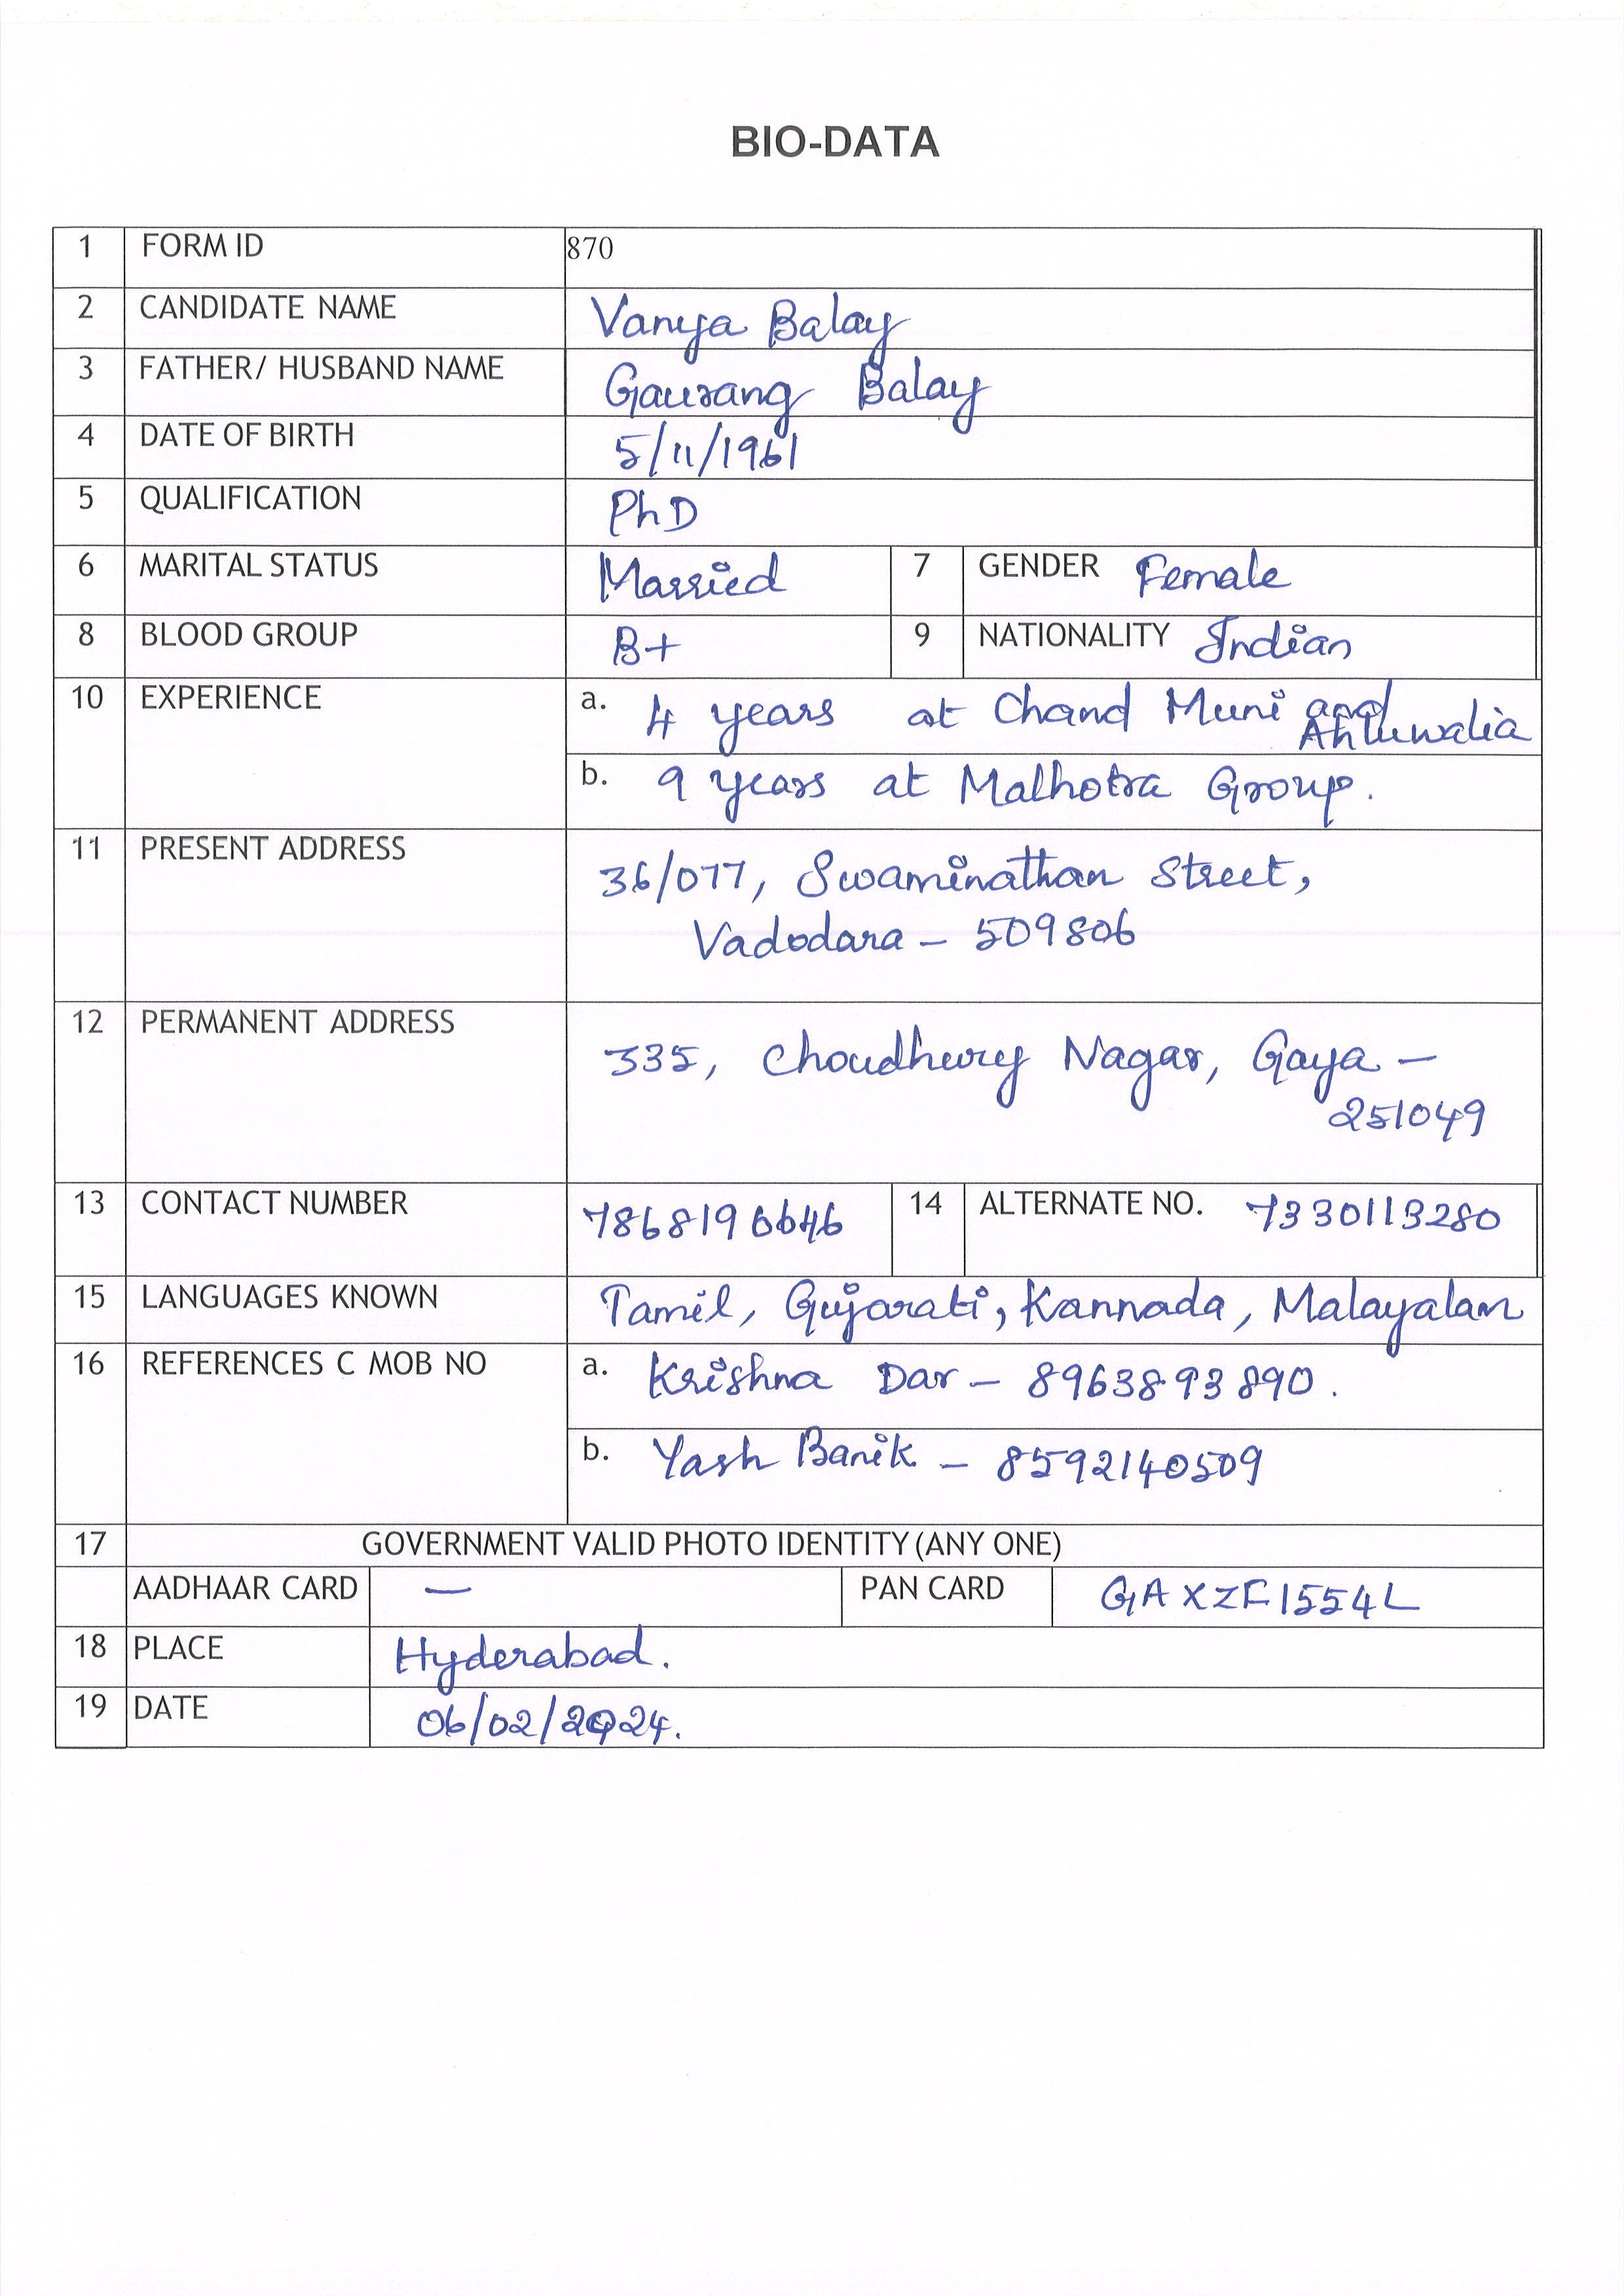 BIO-DATA
1 FORM ID 870
2 CANDIDATE NAME Vanya Balay
3 FATHER/ HUSBAND NAME Gaurang Balay
4 DATE OF BIRTH 5/11/1961
5 QUALIFICATION PhD
6 MARITAL STATUS Married 7 GENDER Female
8 BLOOD GROUP B+ 9 NATIONALITY Indian
10 EXPERIENCE a. 4 years at Chand Muni and
Ahluwalia
b. 9 years at Malhotra Group.
11 PRESENT ADDRESS 36/077, Swaminathan Street,
Vadodara - 509806
12 PERMANENT ADDRESS 335, Choudhury Nagar, Gaya -
251049
13 CONTACT NUMBER 7868196646 14 ALTERNATE NO. 7330113280
15 LANGUAGES KNOWN Tamil, Gujarati, Kannada, Malayalam
16 REFERENCES C MOB NO a. Krishna Dar - 8963893890.
b. Yash Banik - 8592140509
17 GOVERNMENT VALID PHOTO IDENTITY (ANY ONE)
AADHAAR CARD — PAN CARD GAXZF1554L
18 PLACE Hyderabad.
19 DATE 06/02/2024.